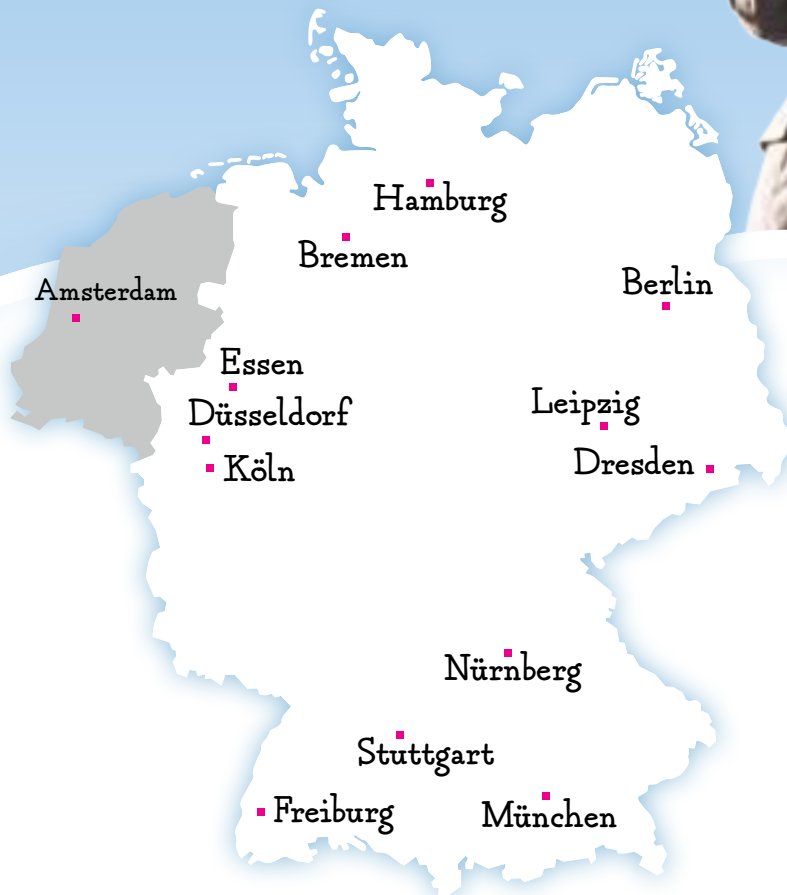 Hamburg
Bremen
Berlin
Amsterdam
Essen
Düsseldorf
Leipzig
Dresden
Köln
Nürnberg
Stuttgart
Freiburg
München